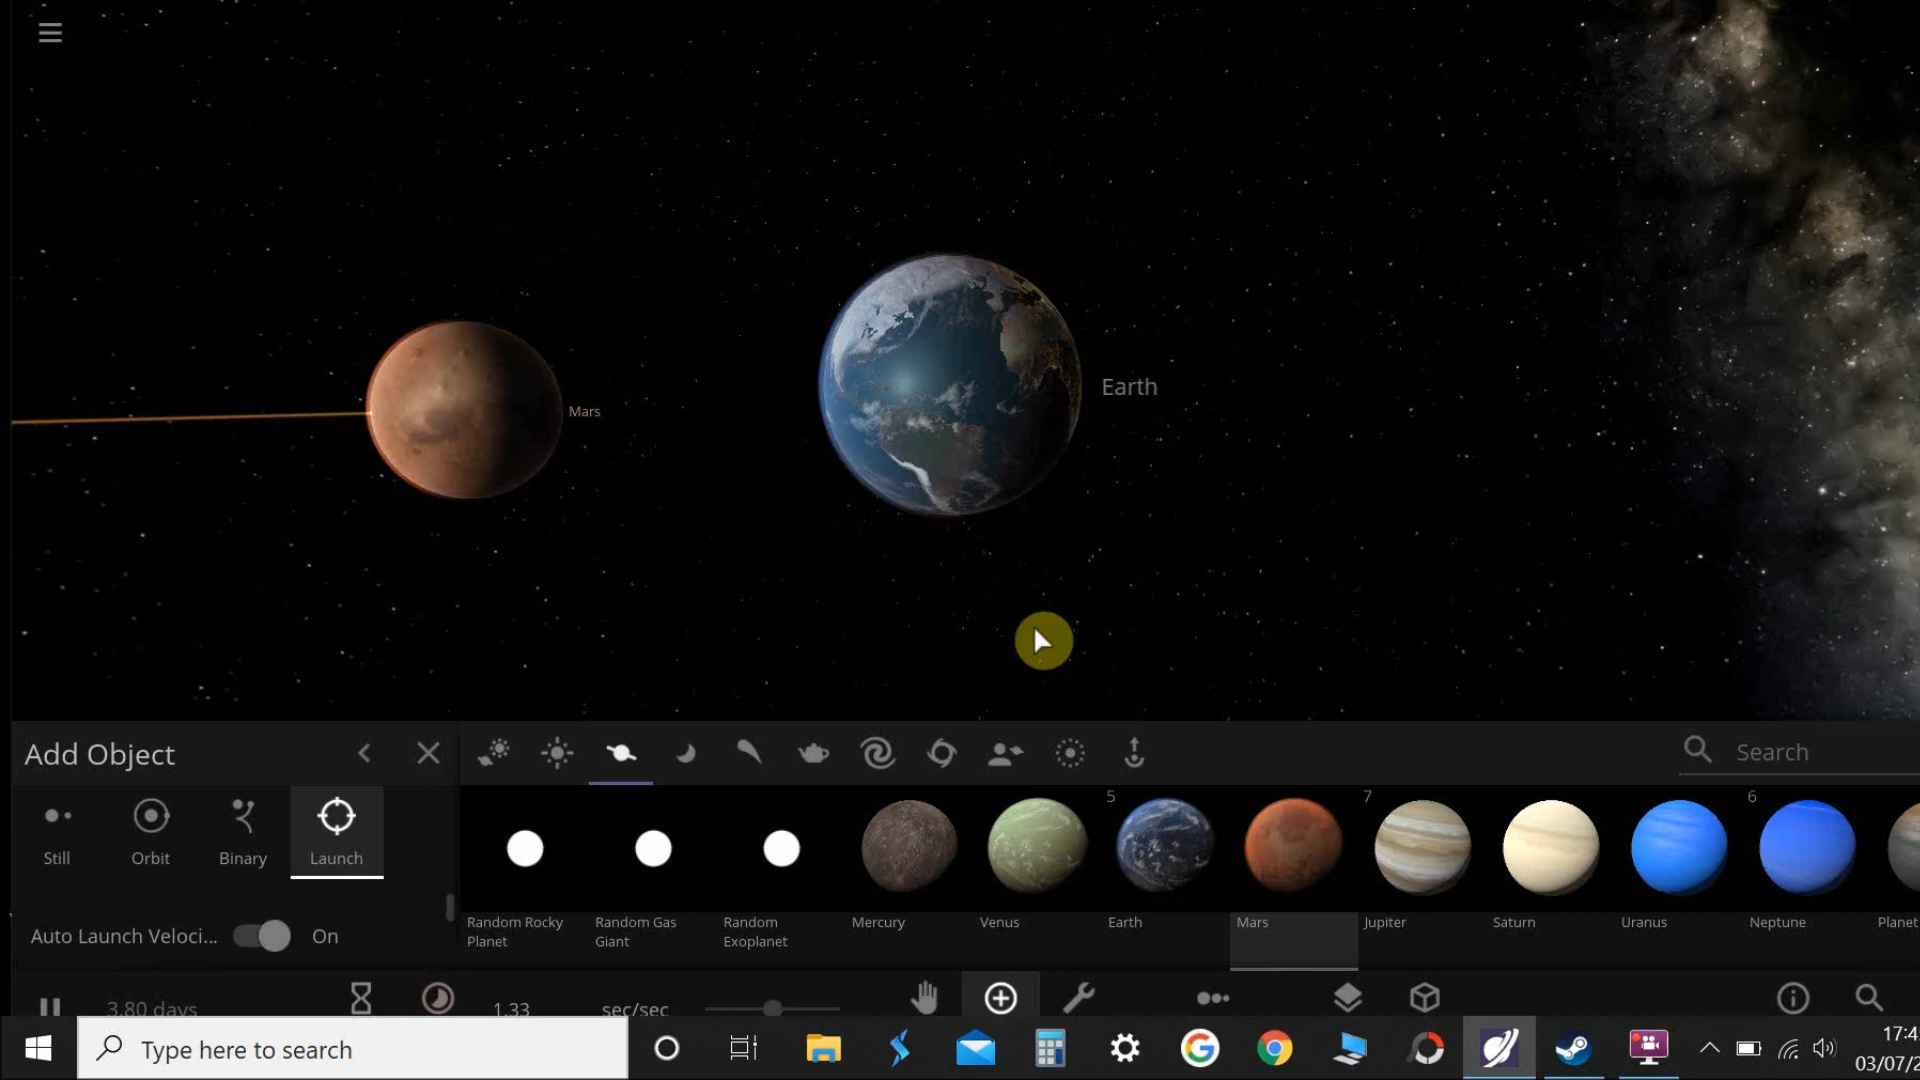 Mars
Earth
Add Object
Search
Still
Orbit
Binary
Launch
Auto Launch Veloci...
On
5
7
6
Random Rocky
Planet
Random Gas
Giant
Random
Exoplanet
Mercury
Venus
Earth
Mars
Jupiter
Saturn
Uranus
Neptune
Planet
3.80 days
1.33
sec/sec
Type here to search
17:4
03/07/2